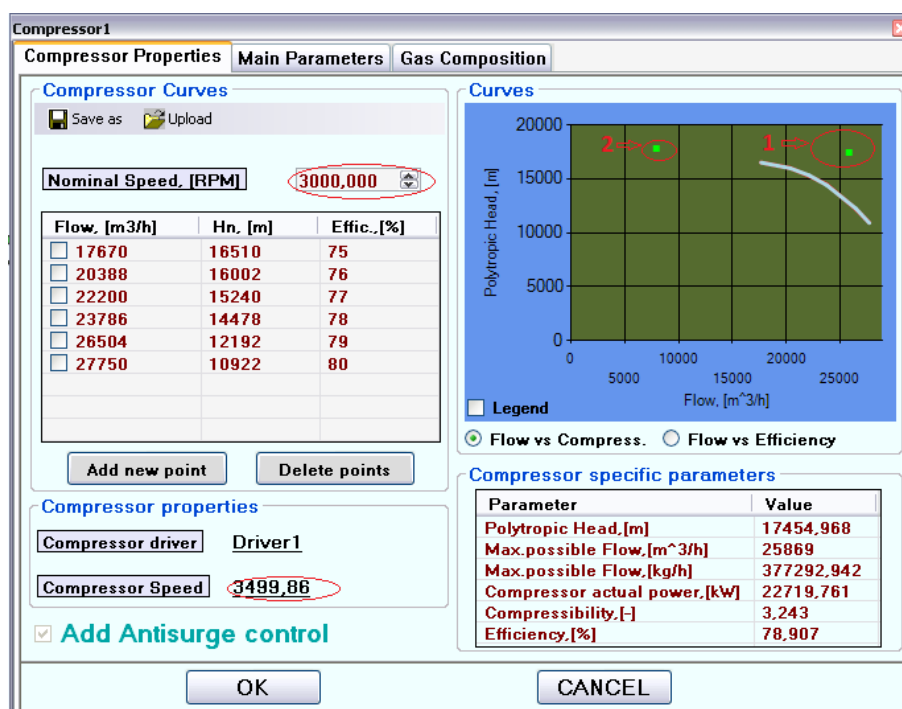 Compressor1
Compressor Properties Main Parameters Gas Composition
Compressor Curves
Save as Upload
Nominal Speed, [RPM] 3000,000
Flow, [m3/h] Hn, [m] Effic.,[%]
17670 16510 75
20388 16002 76
22200 15240 77
23786 14478 78
26504 12192 79
27750 10922 80
Add new point Delete points
Compressor properties
Compressor driver Driver1
Compressor Speed 3499,86
Add Antisurge control
Curves
20000
15000
10000
5000
0
Polytropic Head, [m]
2 1
0 10000 20000
5000 15000 25000
Flow, [m^3/h]
Legend
Flow vs Compress. Flow vs Efficiency
Compressor specific parameters
Parameter Value
Polytropic Head,[m] 17454,968
Max.possible Flow,[m^3/h] 25869
Max.possible Flow,[kg/h] 377292,942
Compressor actual power,[kW] 22719,761
Compressibility,[-] 3,243
Efficiency,[%] 78,907
OK CANCEL